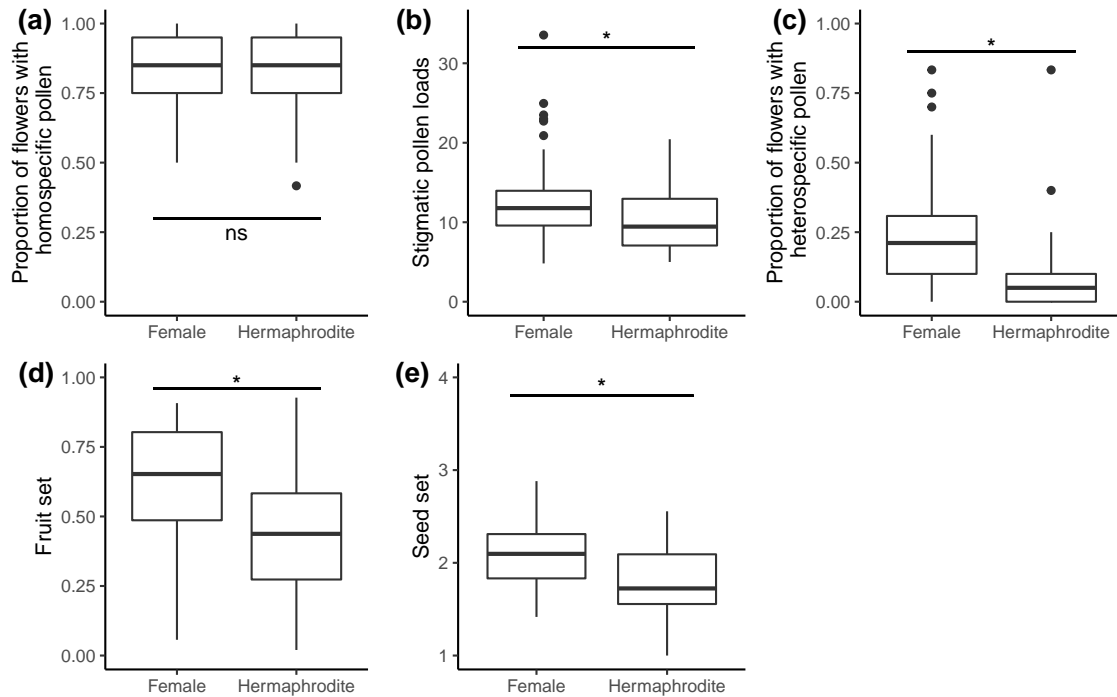 (a)
Proportion of flowers with
homospecific pollen
1.00
0.75
0.50
0.25
0.00
ns
Female Hermaphrodite
(b)
Stigmatic pollen loads
30
20
10
0
*
Female Hermaphrodite
(c)
Proportion of flowers with
heterospecific pollen
1.00
0.75
0.50
0.25
0.00
*
Female Hermaphrodite
(d)
Fruit set
1.00
0.75
0.50
0.25
0.00
*
Female Hermaphrodite
(e)
Seed set
4
3
2
1
*
Female Hermaphrodite